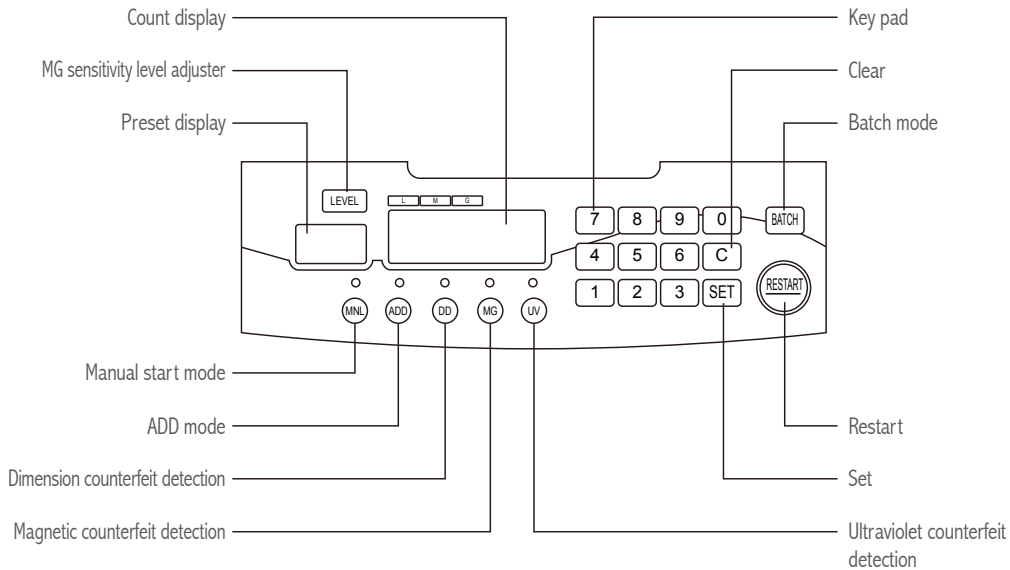 Count display
MG sensitivity level adjuster
Preset display
Key pad
Clear
Batch mode
LEVEL
L M G
7 8 9 0 BATCH
4 5 6 C
1 2 3 SET
RESTART
MNL ADD DD MG UV
Manual start mode
ADD mode
Dimension counterfeit detection
Magnetic counterfeit detection
Restart
Set
Ultraviolet counterfeit
detection